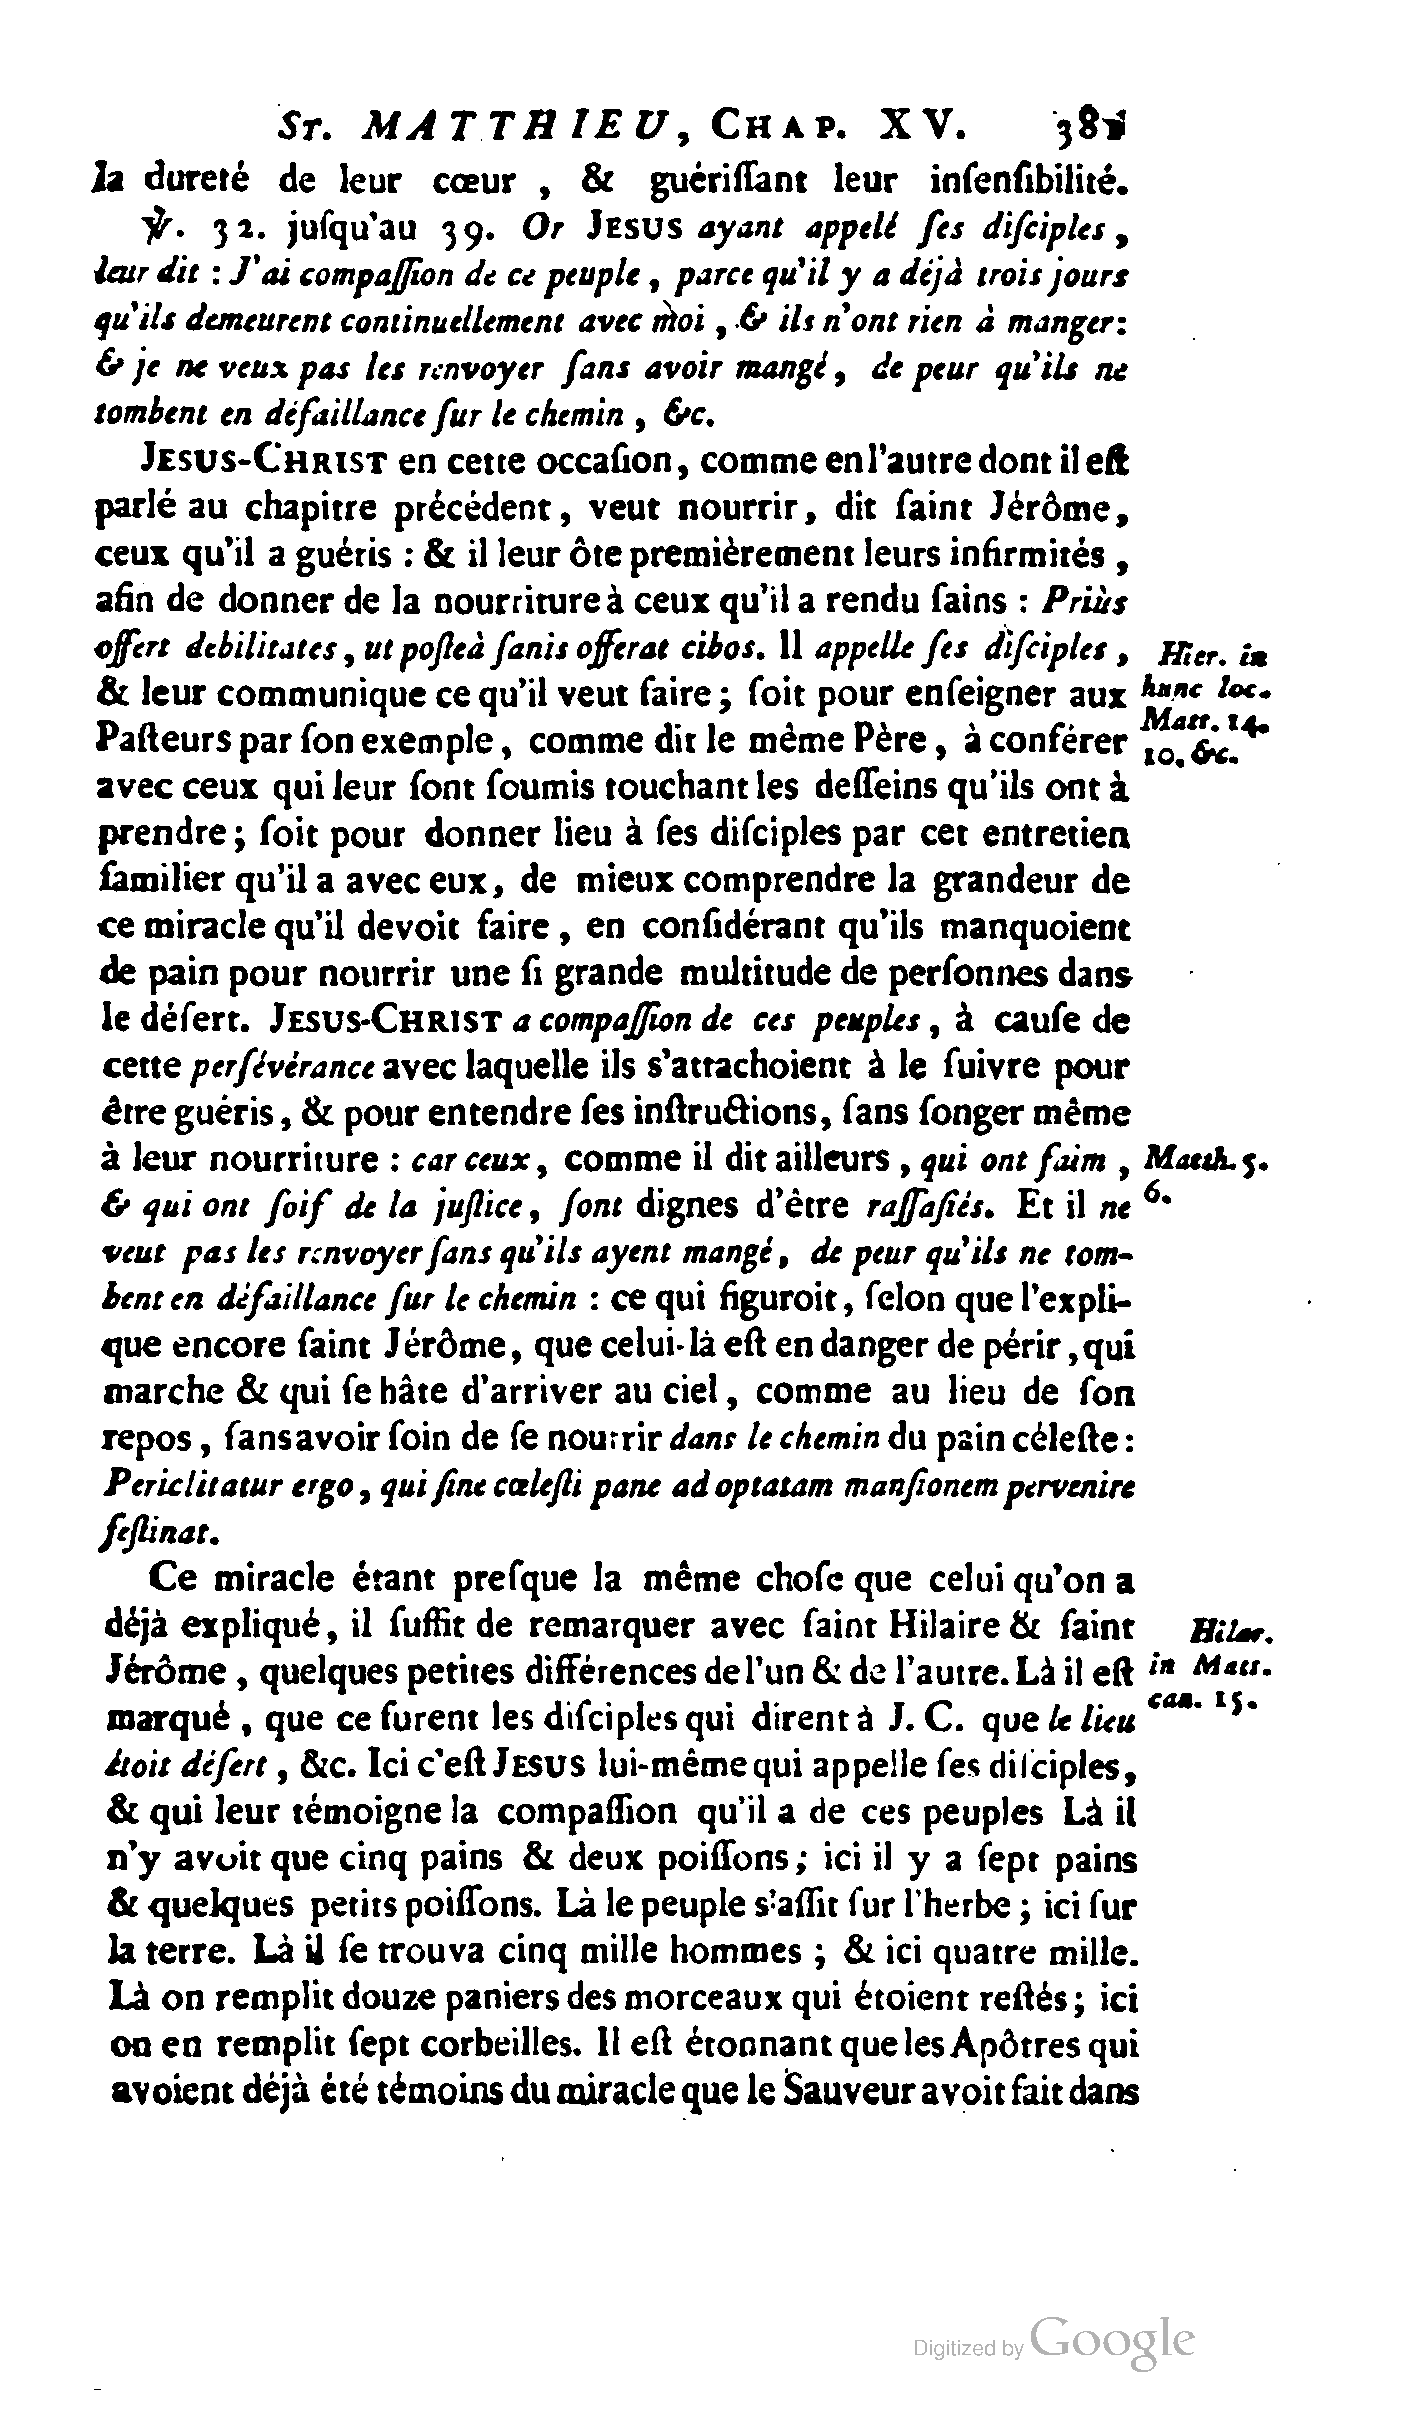 ST. MATTHIEU, CHAP. XV. 381
la dureté de leur cœur , & guériſſant leur inſenſibilité.
℣. 32. juſqu'au 39. Or JESUS ayant appellé ſes diſciples ,
leur dit : J'ai compaſſion de ce peuple , parce qu'il y a déjà trois jours
qu'ils demeurent continuellement avec moi , & ils n'ont rien à manger:
& je ne veux pas les renvoyer ſans avoir mangé , de peur qu'ils ne
tombent en défaillance ſur le chemin , &c.
JESUS-CHRIST en cette occaſion, comme en l'autre dont il eſt
parlé au chapitre précédent, veut nourrir, dit ſaint Jérôme,
ceux qu'il a guéris : & il leur ôte premièrement leurs infirmités ,
afin de donner de la nourriture à ceux qu'il a rendu ſains : Priùs
offert debilitates, ut poſteà ſanis offerat cibos. Il appelle ſes diſciples ,
Hier. in
& leur communique ce qu'il veut faire ; ſoit pour enſeigner aux
hunc loc.
Paſteurs par ſon exemple, comme dit le même Père, à conférer
Matt. 14.
10. &c.
avec ceux qui leur ſont ſoumis touchant les deſſeins qu'ils ont à
prendre ; ſoit pour donner lieu à ſes diſciples par cet entretien
familier qu'il a avec eux, de mieux comprendre la grandeur de
ce miracle qu'il devoit faire, en conſidérant qu'ils manquoient
de pain pour nourrir une ſi grande multitude de perſonnes dans
le déſert. JESUS-CHRIST a compaſſion de ces peuples, à cauſe de
cette perſévérance avec laquelle ils s'attachoient à le ſuivre pour
être guéris, & pour entendre ſes inſtructions, ſans ſonger même
à leur nourriture : car ceux, comme il dit ailleurs , qui ont faim ,
Matth. 5.
& qui ont ſoif de la juſtice, ſont dignes d'être raſſaſiés. Et il ne
6.
veut pas les renvoyer ſans qu'ils ayent mangé, de peur qu'ils ne tom-
bent en défaillance ſur le chemin : ce qui figuroit, ſelon que l'expli-
que encore ſaint Jérôme, que celui-là eſt en danger de périr , qui
marche & qui ſe hâte d'arriver au ciel, comme au lieu de ſon
repos, ſans avoir ſoin de ſe nourrir dans le chemin du pain céleſte :
Periclitatur ergo, qui ſine cœleſti pane ad optatam manſionem pervenire
feſtinat.
Ce miracle étant preſque la même choſe que celui qu'on a
déjà expliqué, il ſuffit de remarquer avec ſaint Hilaire & ſaint
Hilar.
Jérôme, quelques petites différences de l'un & de l'autre. Là il eſt
in Matt.
marqué , que ce furent les diſciples qui dirent à J. C. que le lieu
can. 15.
étoit déſert, &c. Ici c'eſt JESUS lui-même qui appelle ſes diſciples,
& qui leur témoigne la compaſſion qu'il a de ces peuples Là il
n'y avoit que cinq pains & deux poiſſons ; ici il y a ſept pains
& quelques petits poiſſons. Là le peuple s'aſſit ſur l'herbe ; ici ſur
la terre. Là il ſe trouva cinq mille hommes ; & ici quatre mille.
Là on remplit douze paniers des morceaux qui étoient reſtés ; ici
on en remplit ſept corbeilles. Il eſt étonnant que les Apôtres qui
avoient déjà été témoins du miracle que le Sauveur avoit fait dans
Digitized by Google